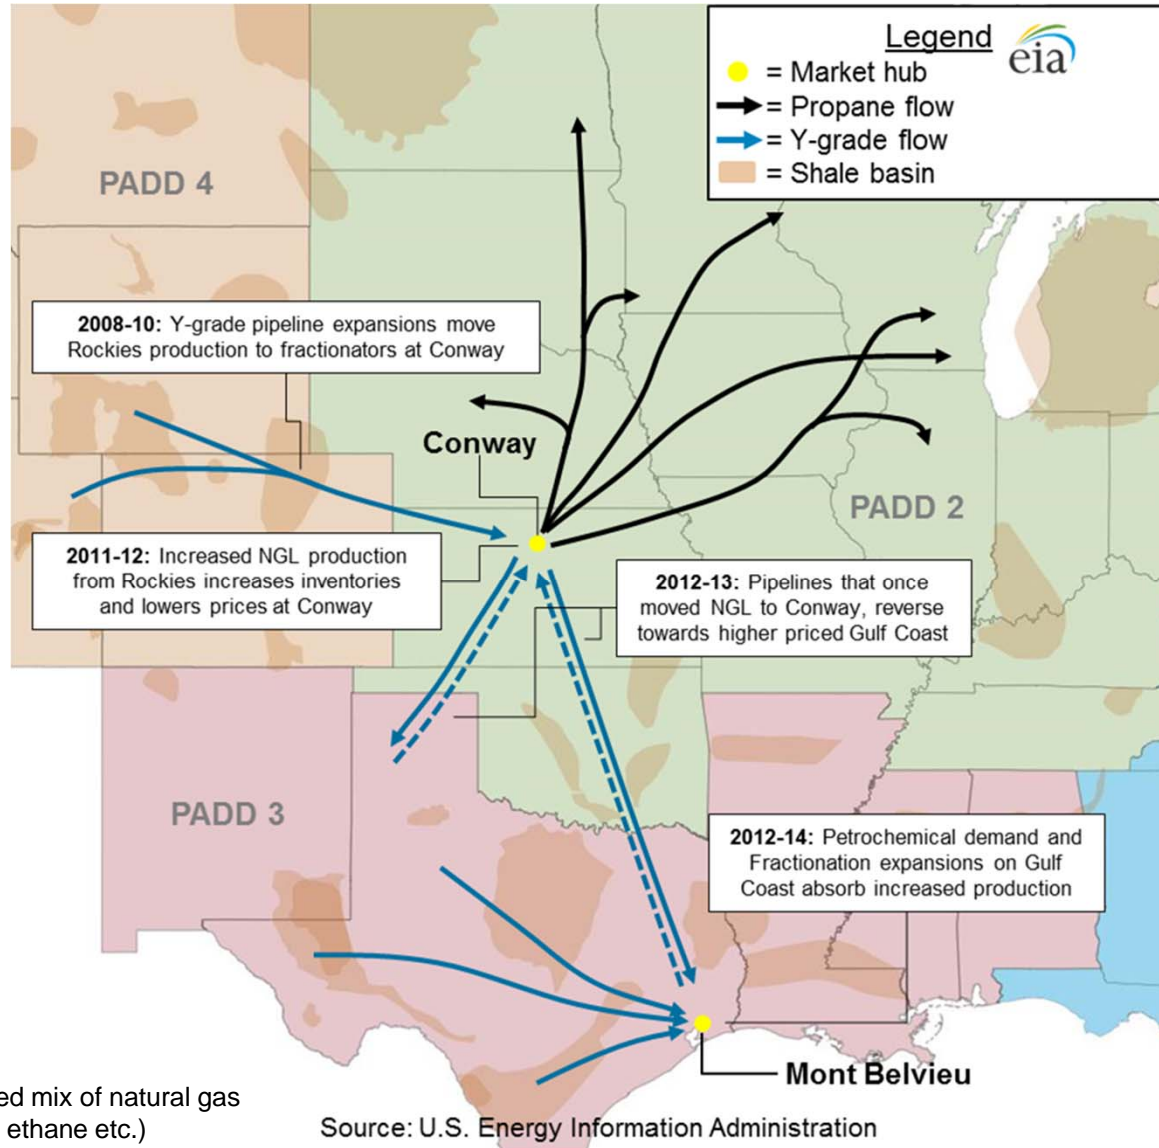 Legend
eia
= Market hub
= Propane flow
= Y-grade flow
= Shale basin
PADD 4
2008-10: Y-grade pipeline expansions move
Rockies production to fractionators at Conway
Conway
PADD 2
2011-12: Increased NGL production
from Rockies increases inventories
and lowers prices at Conway
2012-13: Pipelines that once
moved NGL to Conway, reverse
towards higher priced Gulf Coast
PADD 3
2012-14: Petrochemical demand and
Fractionation expansions on Gulf
Coast absorb increased production
Mont Belvieu
ed mix of natural gas
ethane etc.)
Source: U.S. Energy Information Administration